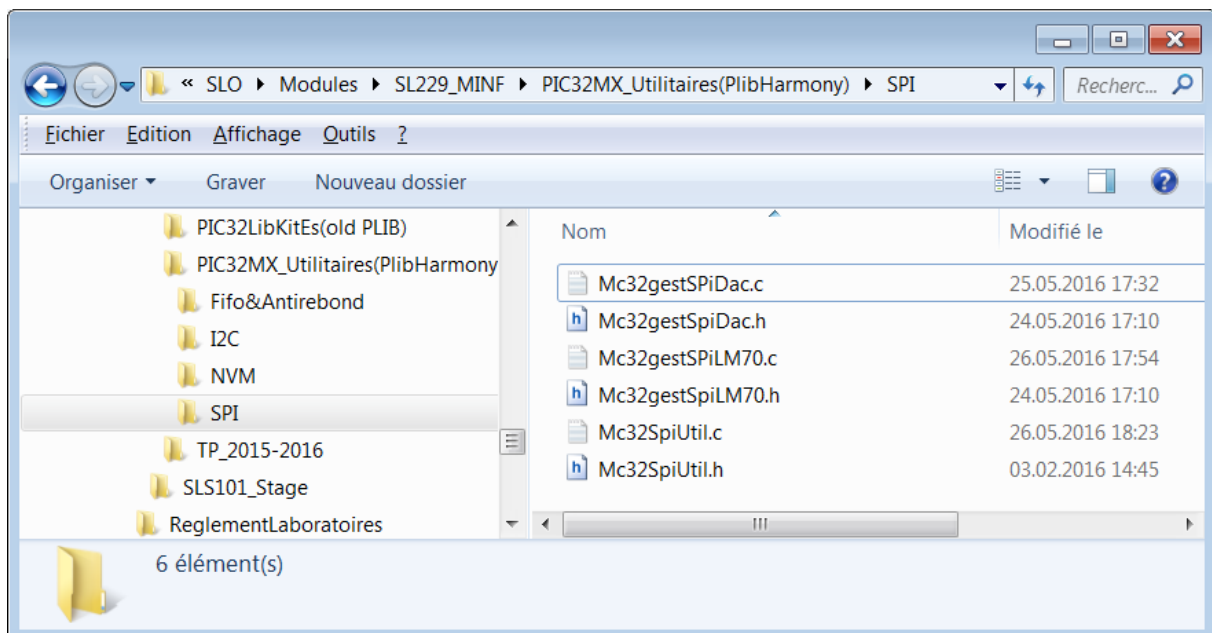 « SLO ▸ Modules ▸ SL229_MINF ▸ PIC32MX_Utilitaires(PlibHarmony) ▸ SPI
Recherc...
Fichier Edition Affichage Outils ?
Organiser Graver Nouveau dossier
PIC32LibKitEs(old PLIB)
PIC32MX_Utilitaires(PlibHarmony
Fifo&Antirebond
I2C
NVM
SPI
TP_2015-2016
SLS101_Stage
ReglementLaboratoires
Nom Modifié le
Mc32gestSPiDac.c 25.05.2016 17:32
Mc32gestSpiDac.h 24.05.2016 17:10
Mc32gestSPiLM70.c 26.05.2016 17:54
Mc32gestSpiLM70.h 24.05.2016 17:10
Mc32SpiUtil.c 26.05.2016 18:23
Mc32SpiUtil.h 03.02.2016 14:45
6 élément(s)